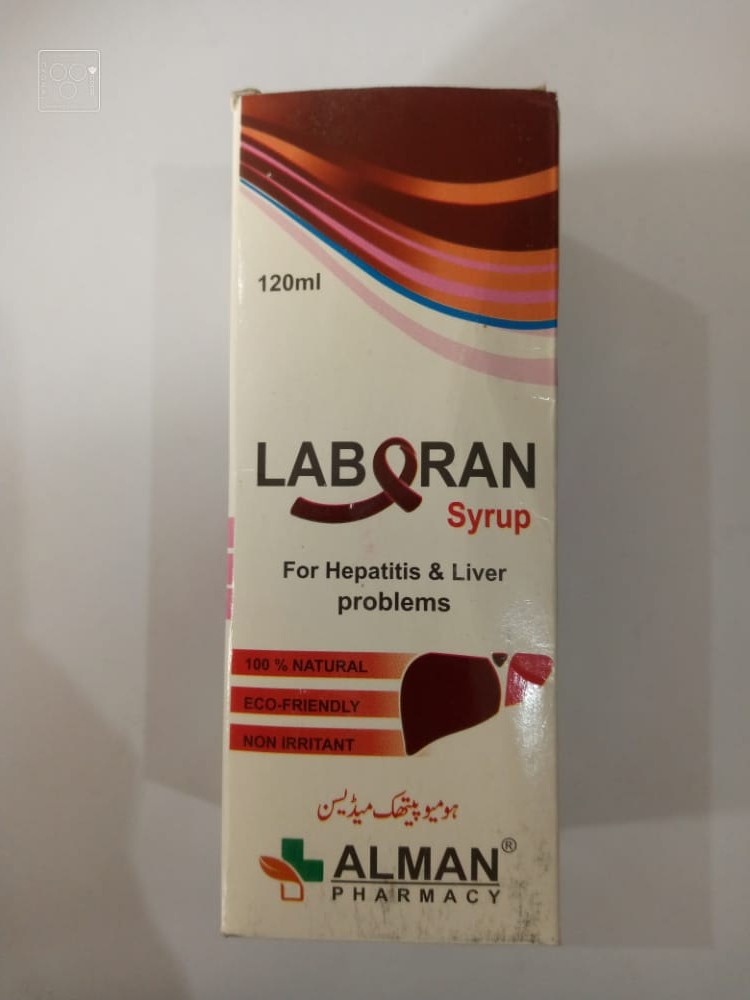 120ml
LABORAN
Syrup
For Hepatitis & Liver
problems
100 % NATURAL
ECO-FRIENDLY
NON IRRITANT
ہومیوپیتھک میڈیسن
ALMAN®
PHARMACY